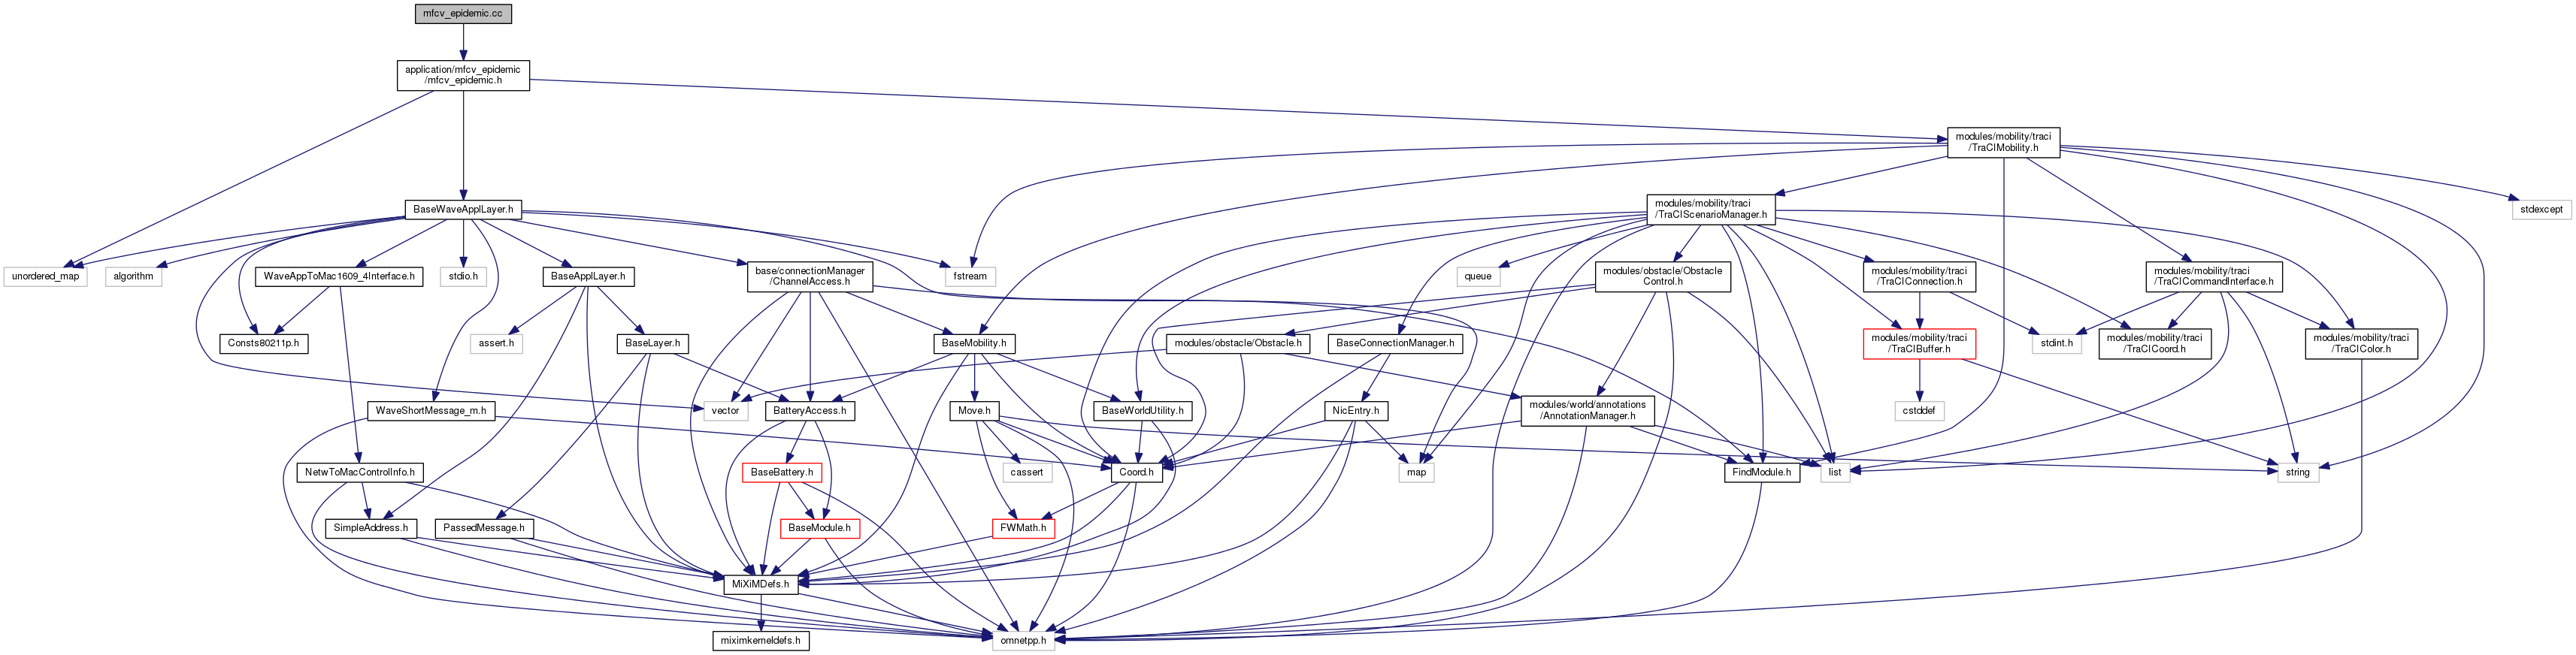 mfcv_epidemic.cc
application/mfcv_epidemic
/mfcv_epidemic.h
modules/mobility/traci
/TraCIMobility.h
BaseWaveApplLayer.h
modules/mobility/traci
/TraCIScenarioManager.h
stdexcept
unordered_map
algorithm
WaveAppToMac1609_4Interface.h
stdio.h
BaseApplLayer.h
base/connectionManager
/ChannelAccess.h
fstream
queue
modules/obstacle/Obstacle
Control.h
modules/mobility/traci
/TraCIConnection.h
modules/mobility/traci
/TraCICommandInterface.h
Consts80211p.h
assert.h
BaseLayer.h
BaseMobility.h
modules/obstacle/Obstacle.h
BaseConnectionManager.h
modules/mobility/traci
/TraCIBuffer.h
stdint.h
modules/mobility/traci
/TraCICoord.h
modules/mobility/traci
/TraCIColor.h
WaveShortMessage_m.h
vector
BatteryAccess.h
Move.h
BaseWorldUtility.h
NicEntry.h
modules/world/annotations
/AnnotationManager.h
cstddef
NetwToMacControlInfo.h
BaseBattery.h
cassert
Coord.h
map
FindModule.h
list
string
SimpleAddress.h
PassedMessage.h
BaseModule.h
FWMath.h
MiXiMDefs.h
miximkerneldefs.h
omnetpp.h